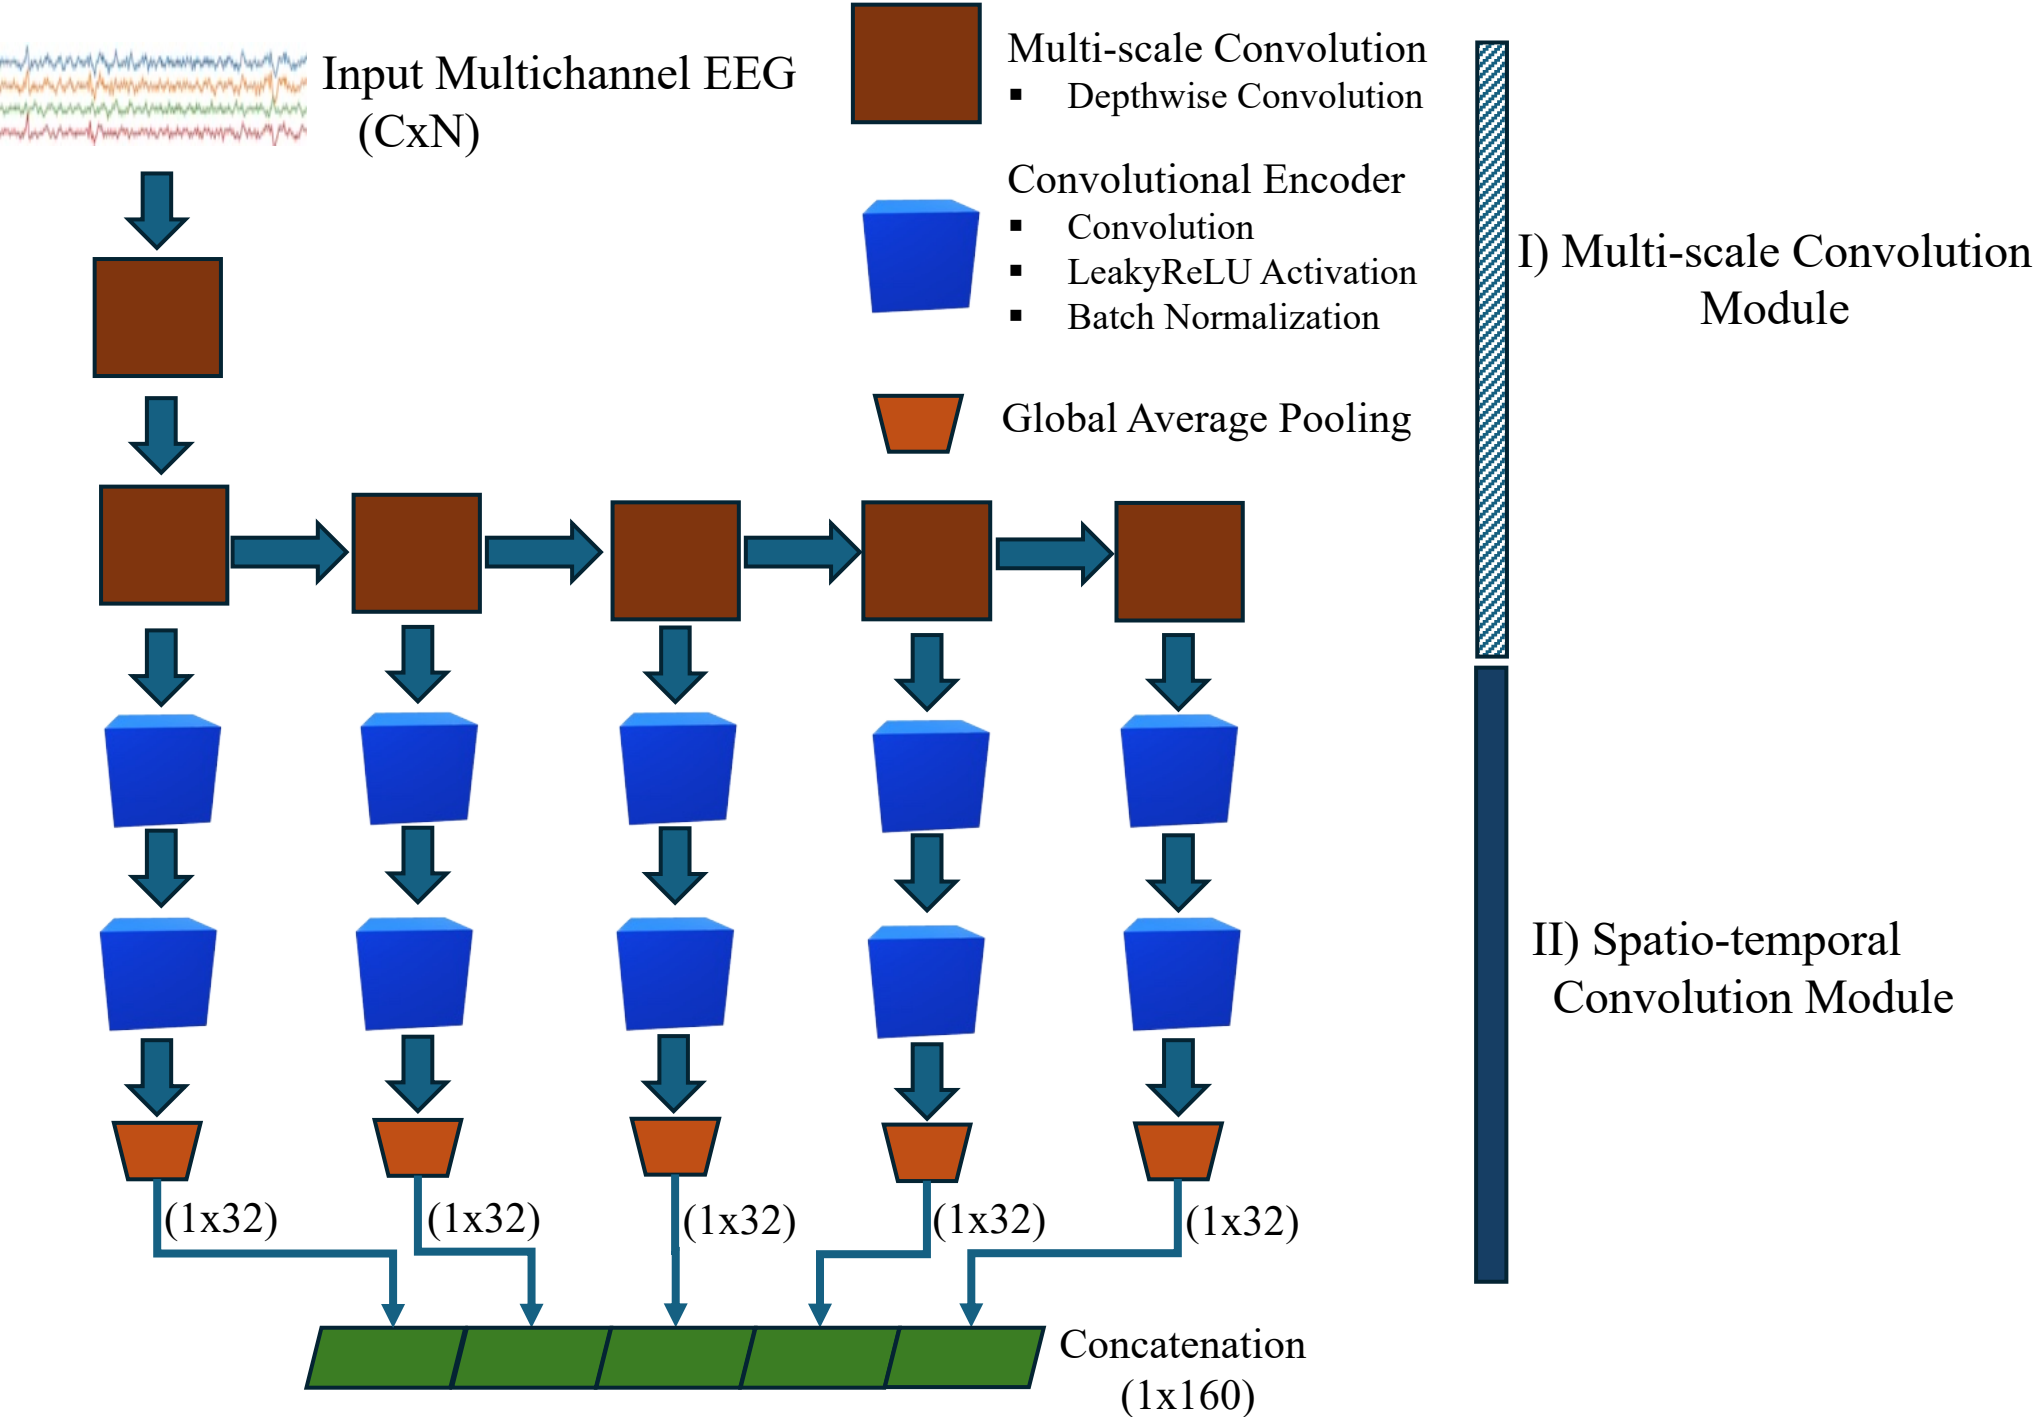 Input Multichannel EEG
(CxN)
Multi-scale Convolution
▪ Depthwise Convolution
Convolutional Encoder
▪ Convolution
▪ LeakyReLU Activation
▪ Batch Normalization
Global Average Pooling
I) Multi-scale Convolution
Module
II) Spatio-temporal
Convolution Module
(1x32)
(1x32)
(1x32)
(1x32)
(1x32)
Concatenation
(1x160)